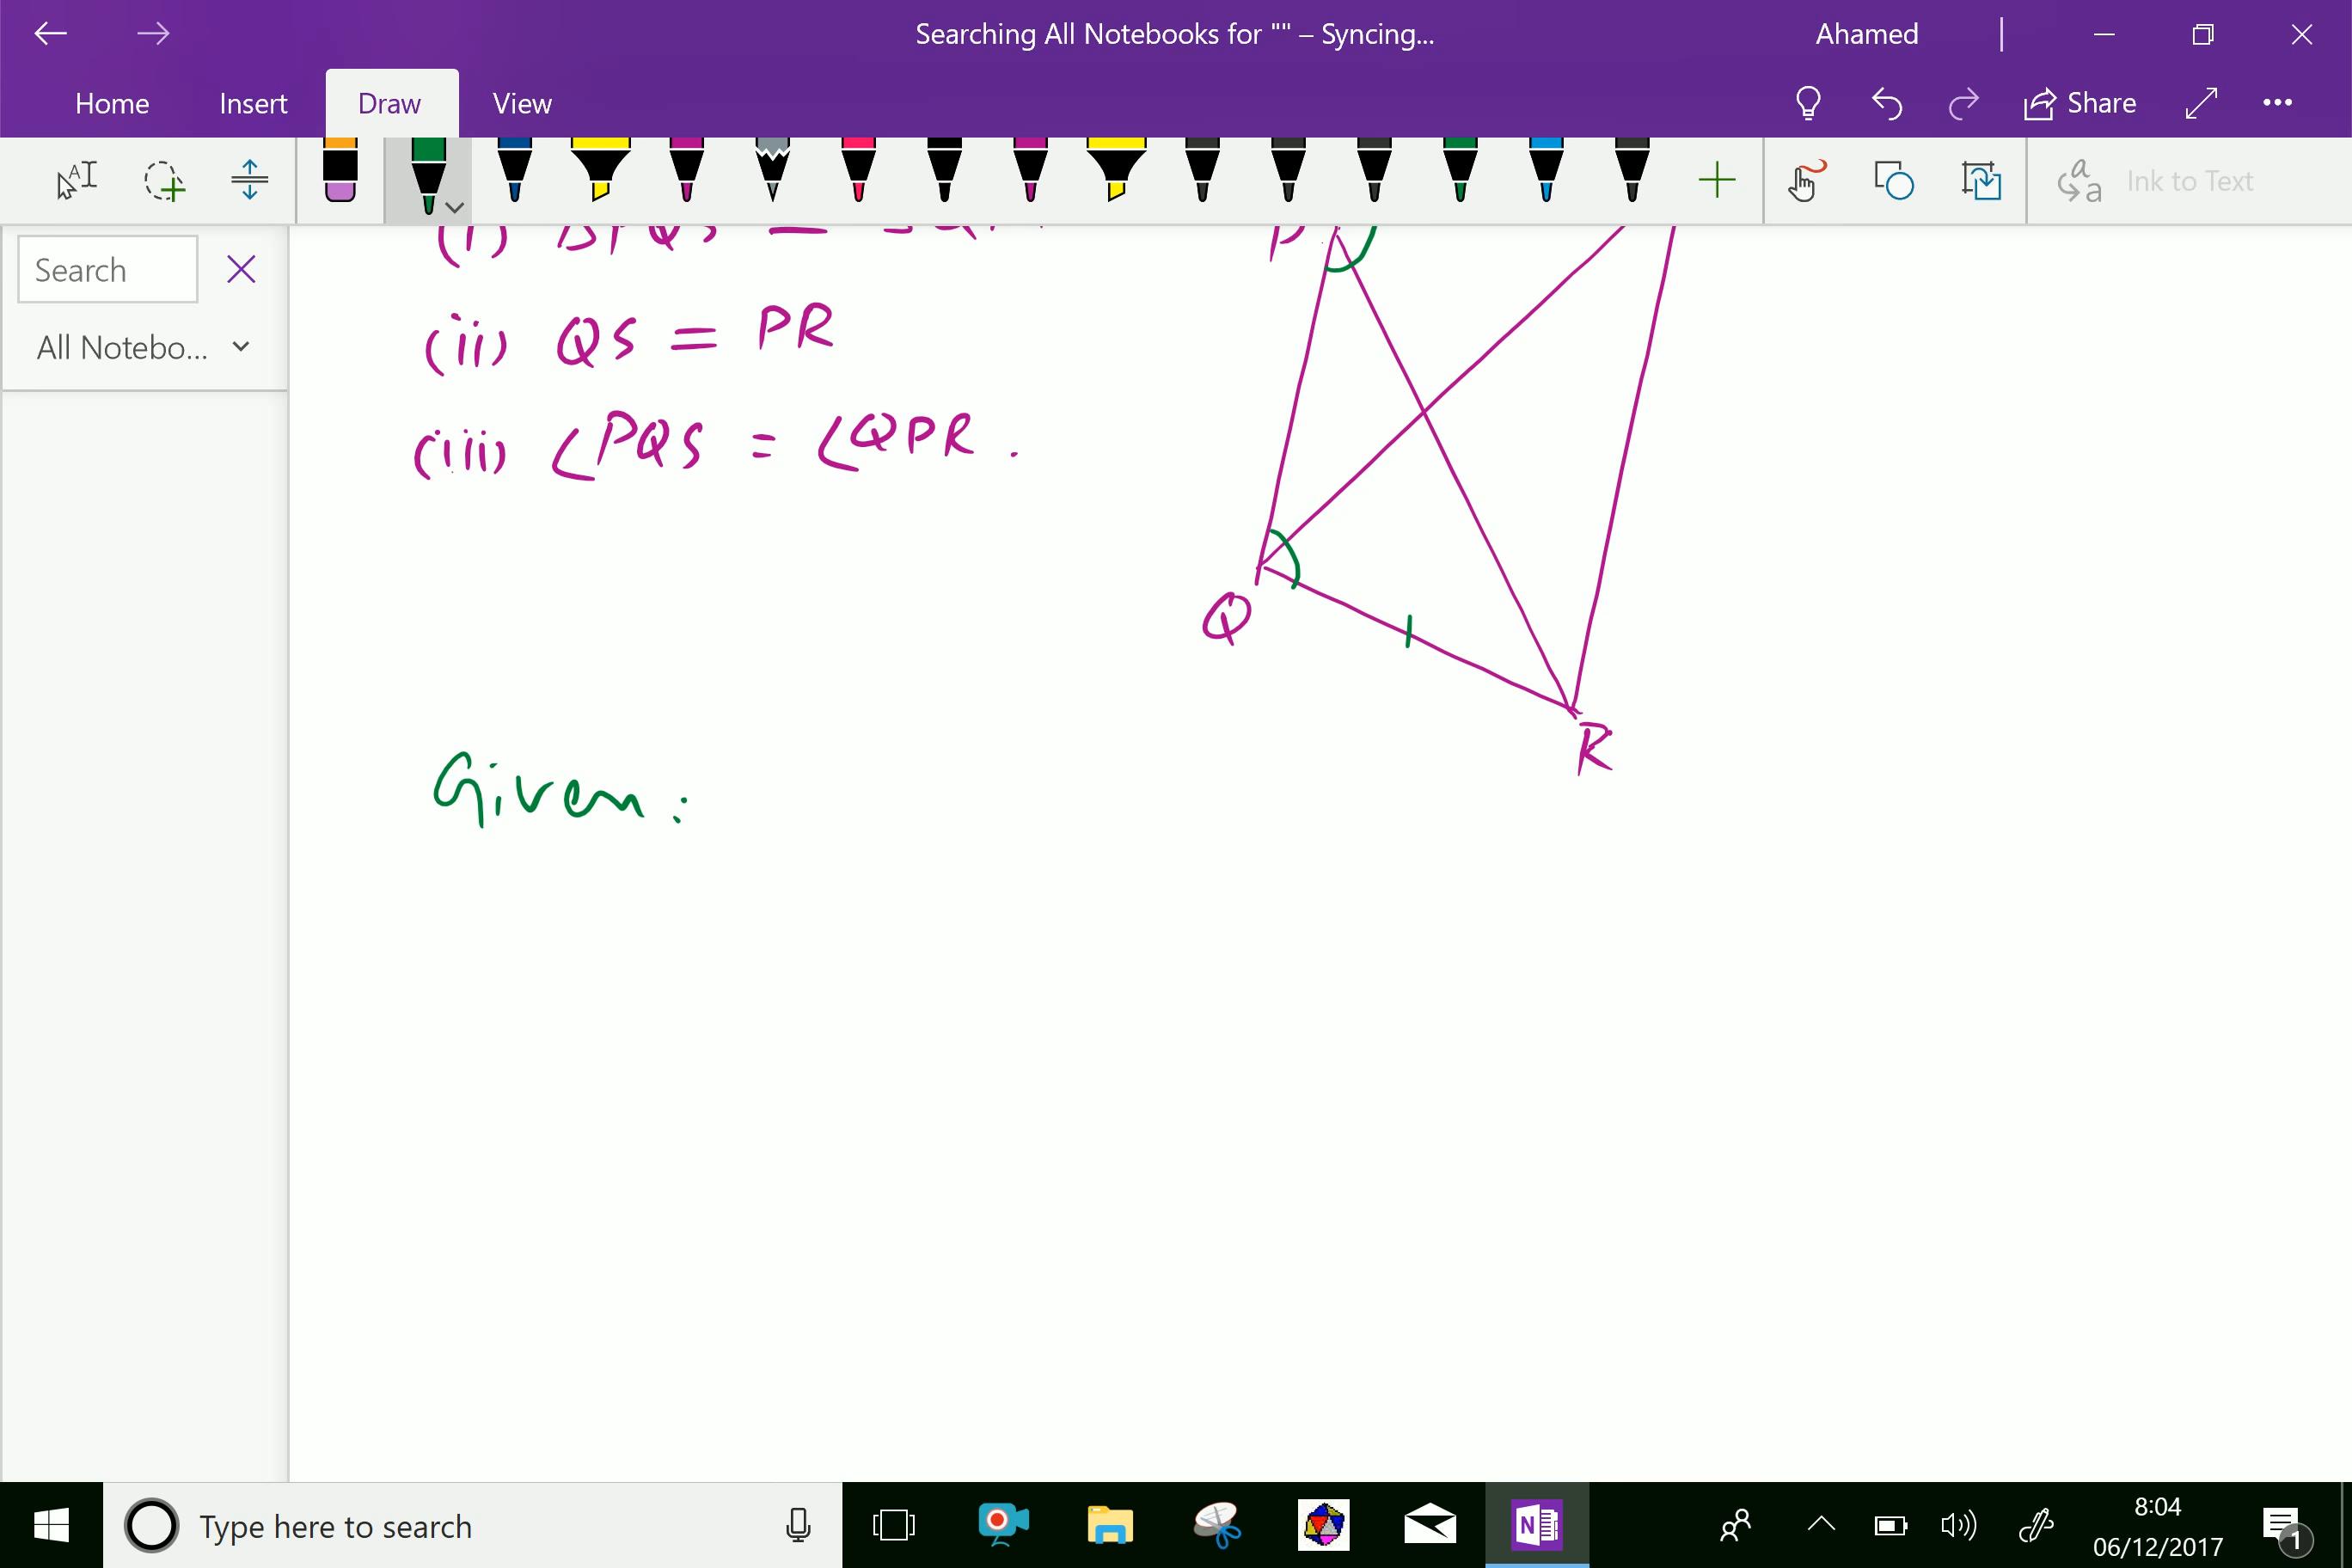 Searching All Notebooks for "" – Syncing...
Ahamed
Home Insert Draw View
Share
Ink to Text
Search
All Notebo...
(ii) QS = PR
(iii) ∠PQS = ∠QPR .
Q
R
Given :
Type here to search
8:04
06/12/2017
1